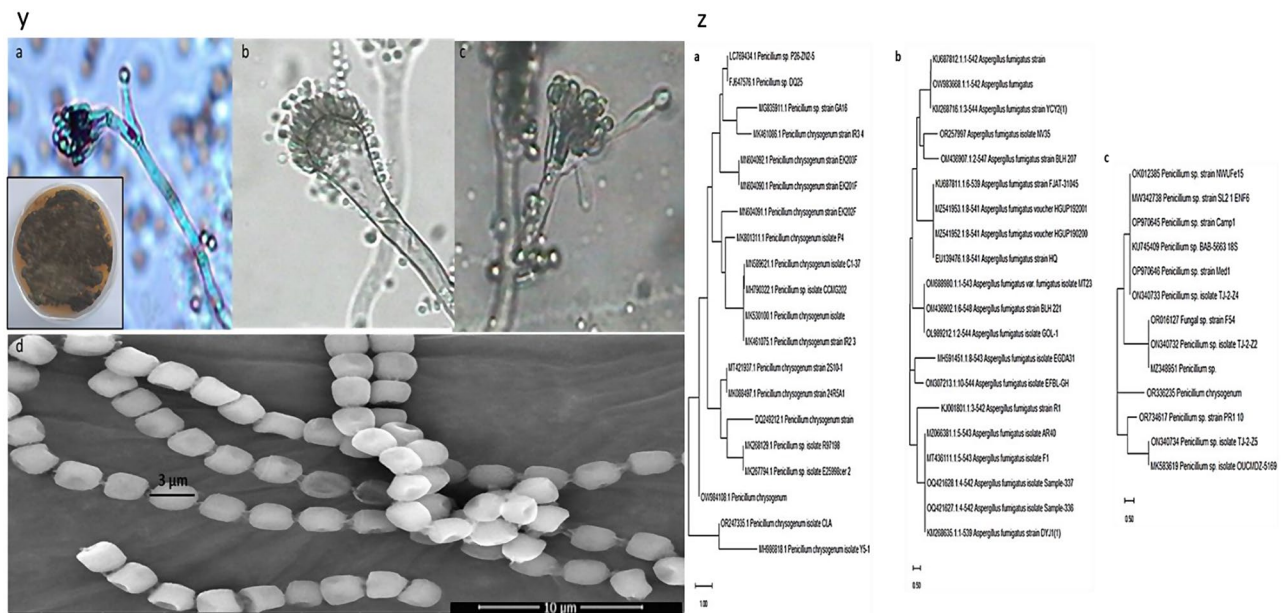 y
a
b
c
d
3 µm
10 µm
z
a
LC769434.1 Penicillium sp. P26-ZN2-5
FJ647576.1 Penicillium sp. DQ25
MG835911.1 Penicillium sp. strain GA16
MK461086.1 Penicillium chrysogenum strain IR3 4
MN604092.1 Penicillium chrysogenum strain EK203F
MN604090.1 Penicillium chrysogenum strain EK201F
MN604091.1 Penicillium chrysogenum strain EK202F
MK801311.1 Penicillium chrysogenum isolate P4
MN589621.1 Penicillium chrysogenum isolate C1-37
MH790322.1 Penicillium sp. isolate CCMG202
MK530100.1 Penicillium chrysogenum isolate
MK461075.1 Penicillium chrysogenum strain IR2 3
MT421937.1 Penicillium chrysogenum strain 2S10-1
MK088497.1 Penicillium chrysogenum strain 24R5A1
DQ249212.1 Penicillium chrysogenum strain
MK268129.1 Penicillium sp. isolate R97198
MK267794.1 Penicillium sp. isolate E25998cer 2
OW984108.1 Penicillium chrysogenum
OR247335.1 Penicillium chrysogenum isolate CLA
MH986818.1 Penicillium chrysogenum isolate Y5-1
1.00
b
KU687812.1:1-542 Aspergillus fumigatus strain
OW983668.1:1-542 Aspergillus fumigatus
KM268716.1:3-544 Aspergillus fumigatus strain YCY2(1)
OR257997 Aspergillus fumigatus isolate NV35
OM436907.1:2-547 Aspergillus fumigatus strain BLH 207
KU687811.1:6-539 Aspergillus fumigatus strain FJAT-31045
MZ541953.1:8-541 Aspergillus fumigatus voucher HGUP192001
MZ541952.1:8-541 Aspergillus fumigatus voucher HGUP190200
EU139476.1:8-541 Aspergillus fumigatus strain HQ
OM688980.1:1-543 Aspergillus fumigatus var. fumigatus isolate MT23
OM436902.1:6-548 Aspergillus fumigatus strain BLH 221
OL989212.1:2-544 Aspergillus fumigatus isolate GOL-1
MH591451.1:8-543 Aspergillus fumigatus isolate EGDA31
OM307213.1:10-544 Aspergillus fumigatus isolate EFBL-GH
KJ001801.1:3-542 Aspergillus fumigatus strain R1
MZ066381.1:5-543 Aspergillus fumigatus isolate AR40
MT436111.1:5-543 Aspergillus fumigatus isolate F1
OQ421628.1:4-542 Aspergillus fumigatus isolate Sample-337
OQ421627.1:4-542 Aspergillus fumigatus isolate Sample-336
KM268635.1:1-539 Aspergillus fumigatus strain DYJ1(1)
0.50
c
OK012385 Penicillium sp. strain NWUFe15
MW342738 Penicillium sp. strain SL2 1 ENF6
OP970645 Penicillium sp. strain Camp1
KU745409 Penicillium sp. BAB-5663 18S
OP970646 Penicillium sp. strain Med1
ON340733 Penicillium sp. isolate TJ-2-Z4
OR016127 Fungal sp. strain F54
ON340732 Penicillium sp. isolate TJ-2-Z2
MZ348951 Penicillium sp.
OR336235 Penicillium chrysogenum
OR734617 Penicillium sp. strain PR1 10
ON340734 Penicillium sp. isolate TJ-2-Z5
MK583619 Penicillium sp. isolate OUCMDZ-5169
0.50